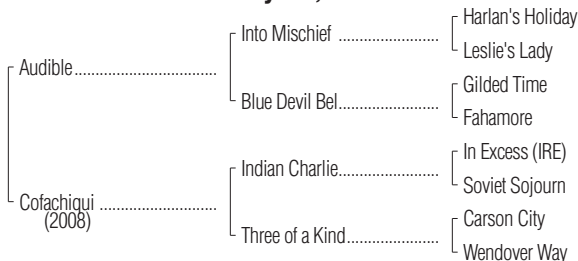 Harlan's Holiday
Into Mischief ........................
Leslie's Lady
Audible..................................
Gilded Time
Blue Devil Bel........................
Fahamore
In Excess (IRE)
Indian Charlie........................
Soviet Sojourn
Cofachiqui ............................
(2008)
Carson City
Three of a Kind......................
Wendover Way